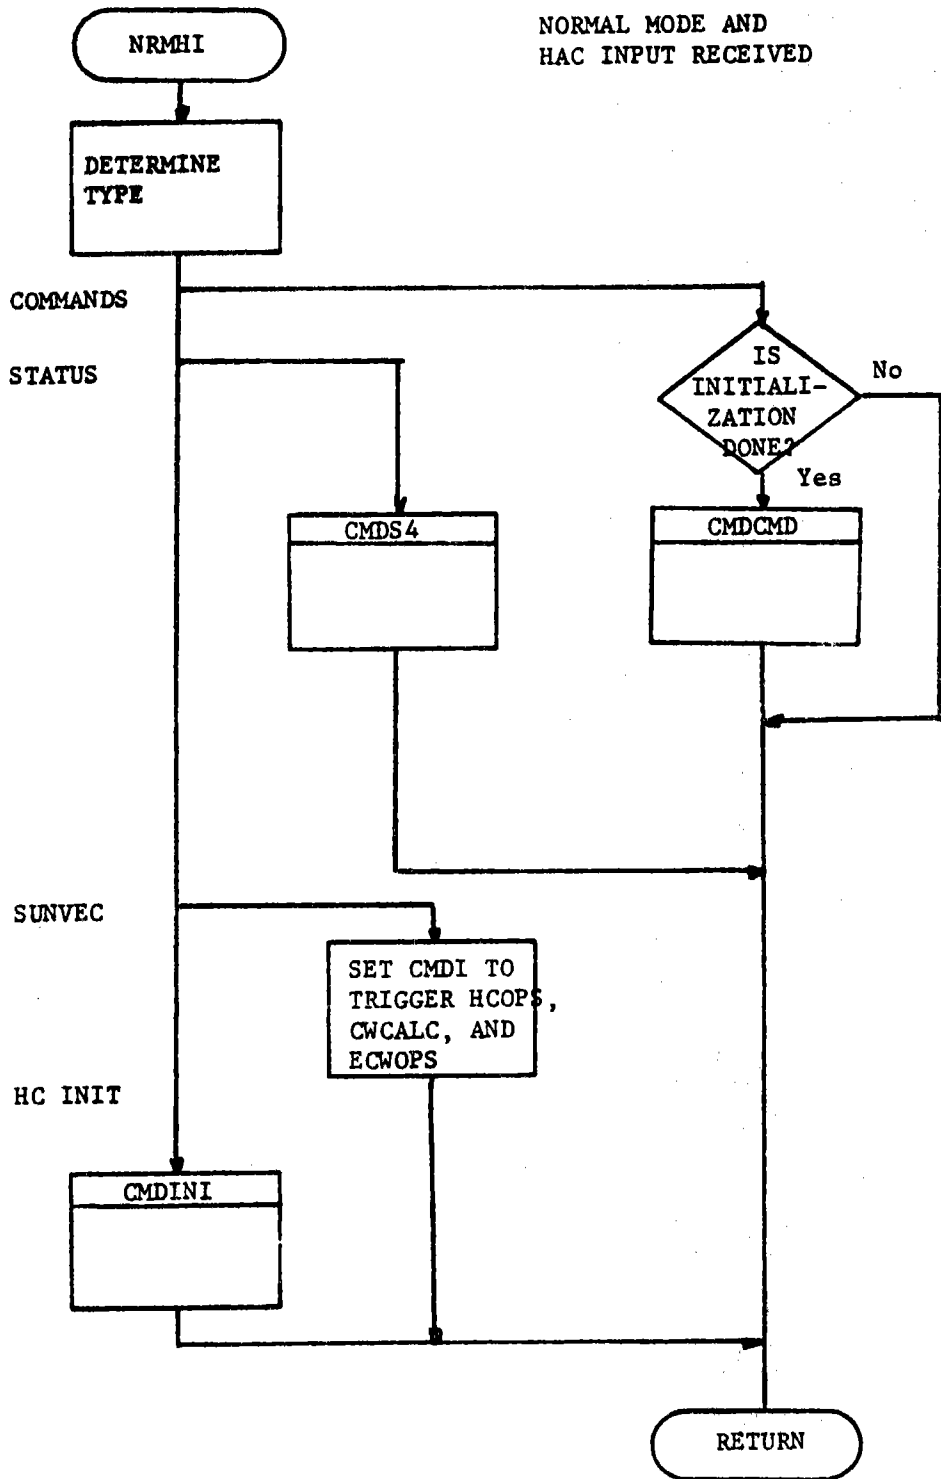 NORMAL MODE AND
HAC INPUT RECEIVED
NRMHI
DETERMINE
TYPE
COMMANDS
STATUS
IS
INITIALI-
ZATION
DONE?
No
Yes
CMDS4
CMDCMD
SUNVEC
SET CMDI TO
TRIGGER HCOPS,
CWCALC, AND
ECWOPS
HC INIT
CMDINI
RETURN